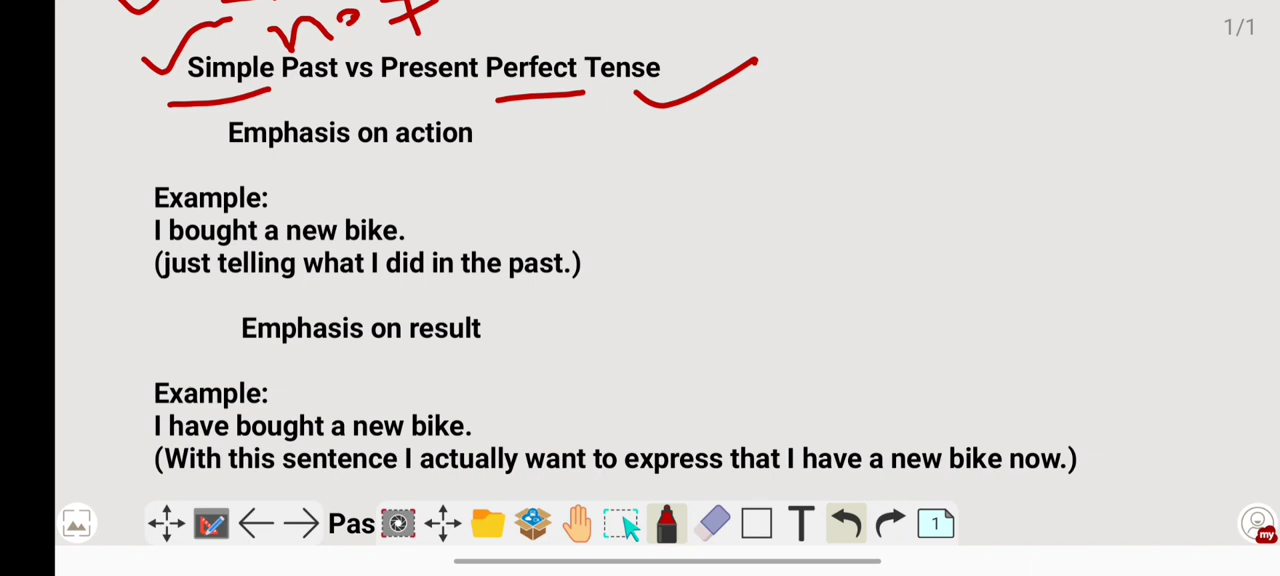 not
1/1
Simple Past vs Present Perfect Tense
Emphasis on action
Example:
I bought a new bike.
(just telling what I did in the past.)
Emphasis on result
Example:
I have bought a new bike.
(With this sentence I actually want to express that I have a new bike now.)
Pas
T
1
my